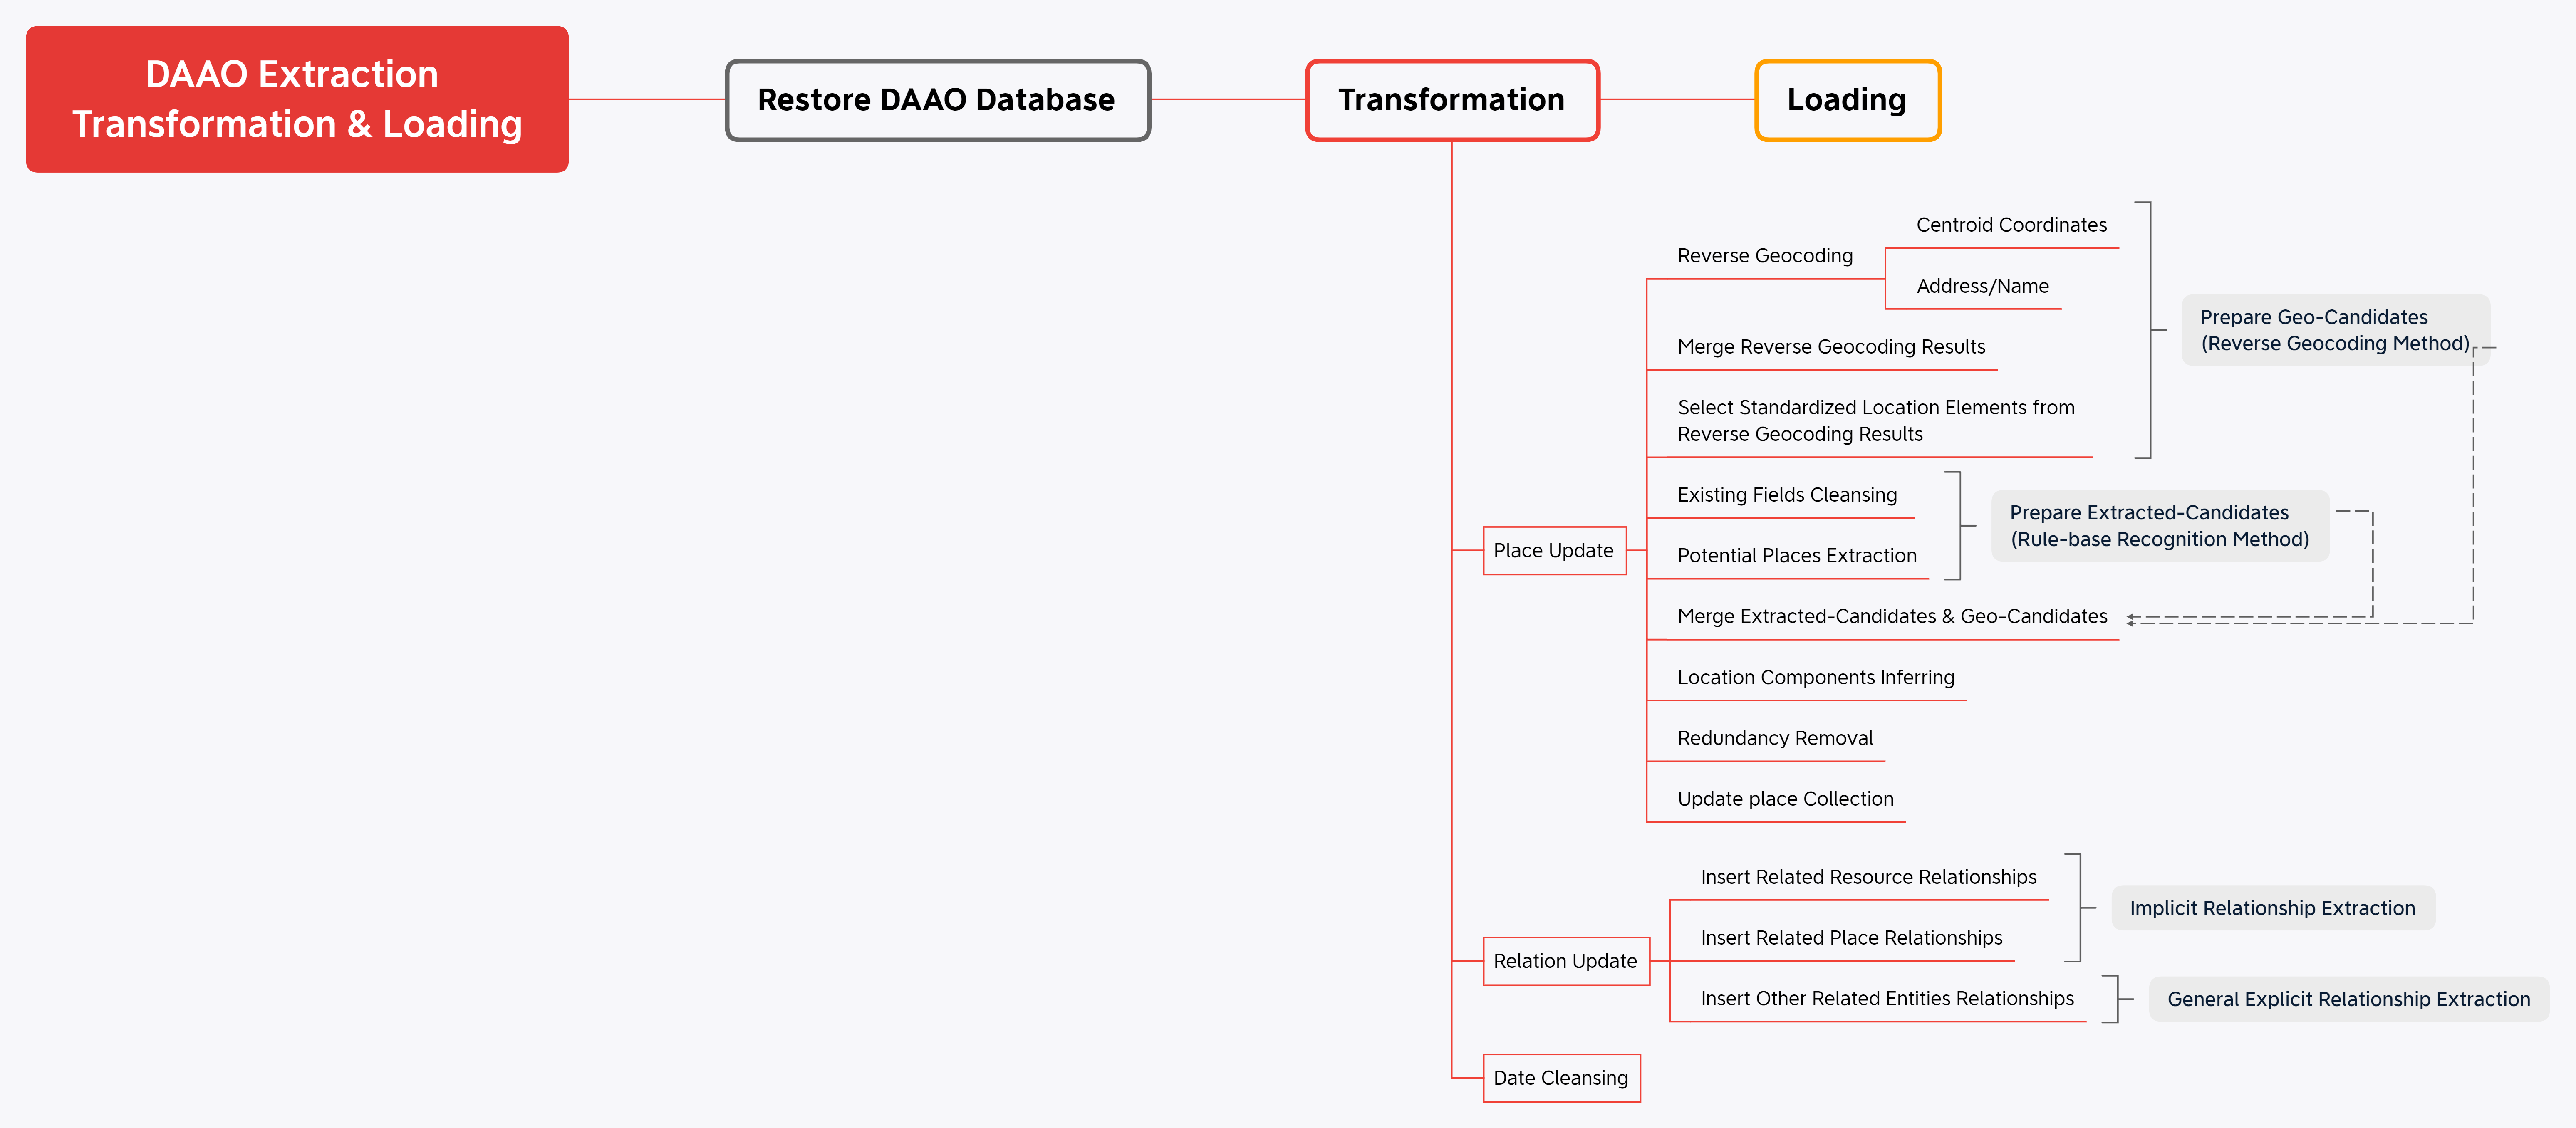 DAAO Extraction
Transformation & Loading
Restore DAAO Database
Transformation
Loading
Centroid Coordinates
Reverse Geocoding
Address/Name
Prepare Geo-Candidates
(Reverse Geocoding Method)
Merge Reverse Geocoding Results
Select Standardized Location Elements from
Reverse Geocoding Results
Existing Fields Cleansing
Prepare Extracted-Candidates
(Rule-base Recognition Method)
Place Update
Potential Places Extraction
Merge Extracted-Candidates & Geo-Candidates
Location Components Inferring
Redundancy Removal
Update place Collection
Insert Related Resource Relationships
Implicit Relationship Extraction
Insert Related Place Relationships
Relation Update
Insert Other Related Entities Relationships
General Explicit Relationship Extraction
Date Cleansing